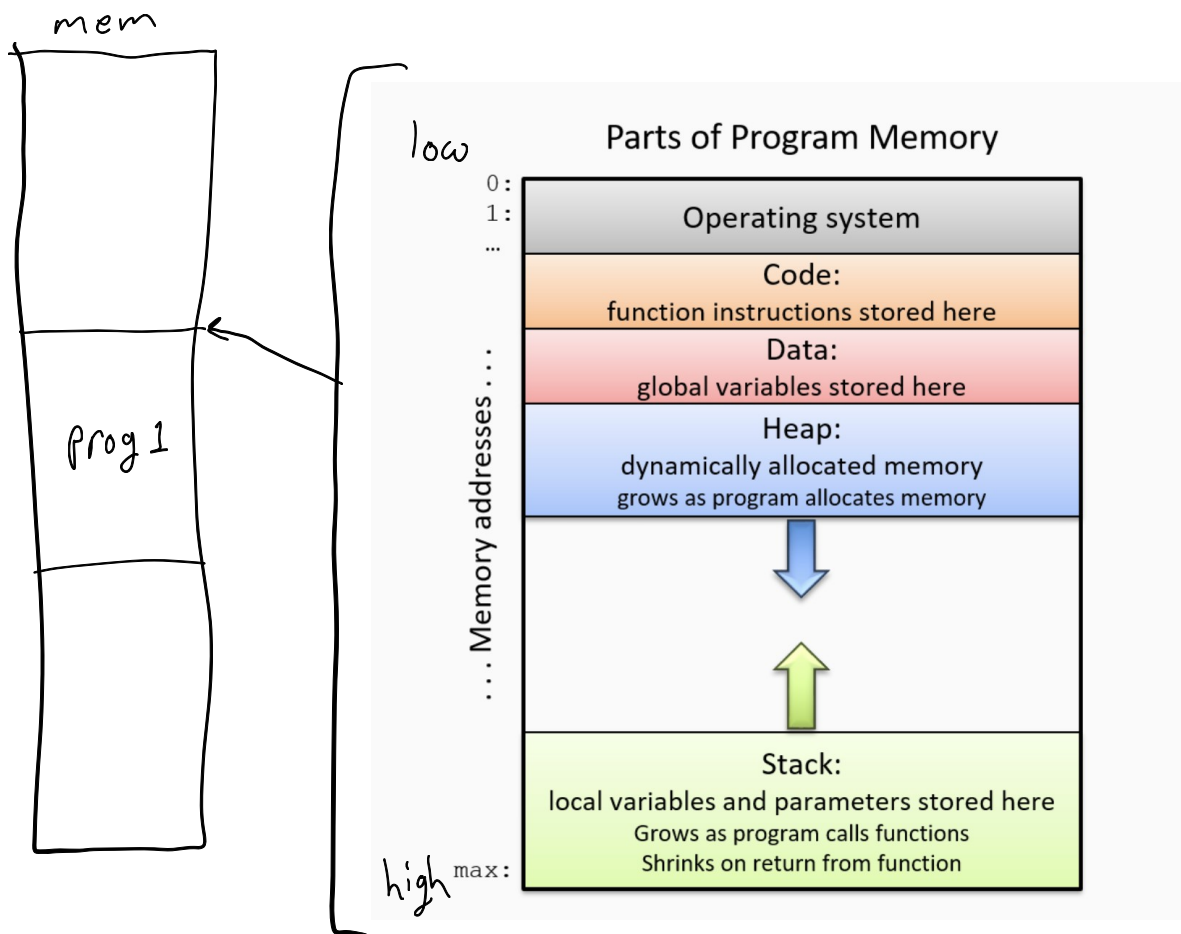 mem
prog 1
low
Parts of Program Memory
0:
1:
...
Operating system
Code:
function instructions stored here
Data:
global variables stored here
Heap:
dynamically allocated memory
grows as program allocates memory
. . . Memory addresses . . .
Stack:
local variables and parameters stored here
Grows as program calls functions
Shrinks on return from function
high
max: